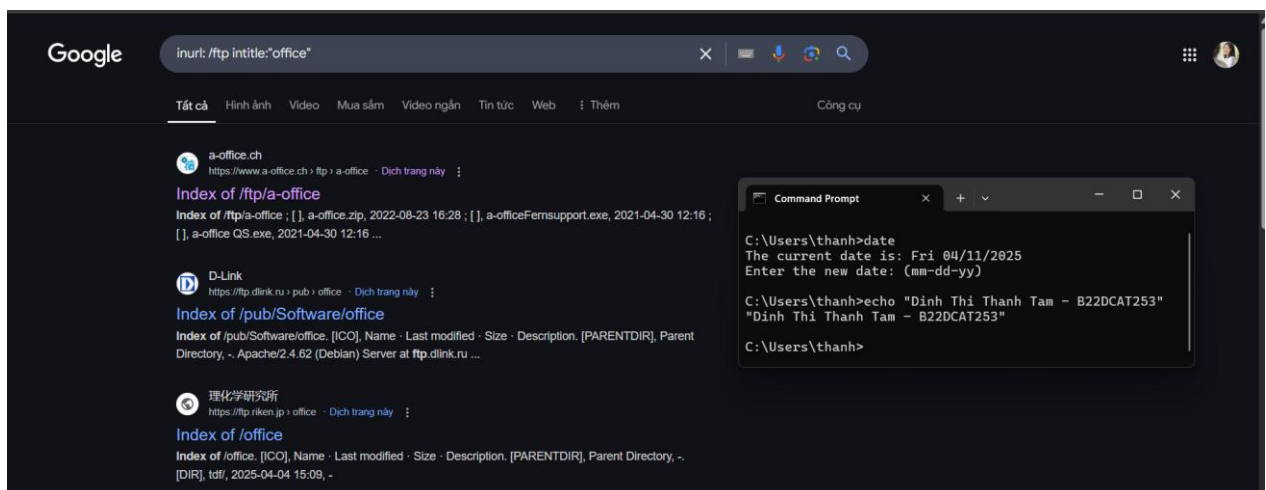 Google
inurl: /ftp intitle:"office"
Tất cả Hình ảnh Video Mua sắm Video ngắn Tin tức Web ⋮ Thêm Công cụ
a-office.ch
https://www.a-office.ch › ftp › a-office · Dịch trang này
Index of /ftp/a-office
Index of /ftp/a-office ; [ ], a-office.zip, 2022-08-23 16:28 ; [ ], a-officeFernsupport.exe, 2021-04-30 12:16 ;
[ ], a-office QS.exe, 2021-04-30 12:16 ...
D-Link
https://ftp.dlink.ru › pub › office · Dịch trang này
Index of /pub/Software/office
Index of /pub/Software/office. [ICO], Name · Last modified · Size · Description. [PARENTDIR], Parent
Directory, -. Apache/2.4.62 (Debian) Server at ftp.dlink.ru ...
理化学研究所
https://ftp.riken.jp › office · Dịch trang này
Index of /office
Index of /office. [ICO], Name · Last modified · Size · Description. [PARENTDIR], Parent Directory, -.
[DIR], tdf/, 2025-04-04 15:09, -
Command Prompt
C:\Users\thanh>date
The current date is: Fri 04/11/2025
Enter the new date: (mm-dd-yy)
C:\Users\thanh>echo "Dinh Thi Thanh Tam - B22DCAT253"
"Dinh Thi Thanh Tam - B22DCAT253"
C:\Users\thanh>